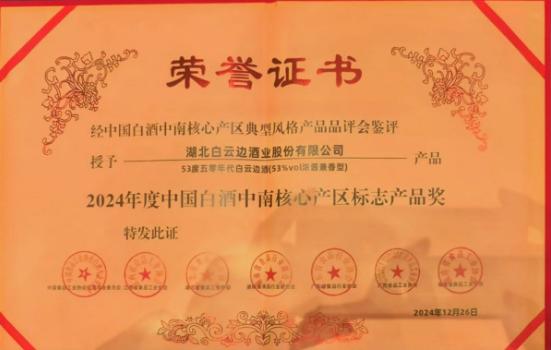 荣誉证书
经中国白酒中南核心产区典型风格产品品评会鉴评
授予 湖北白云边酒业股份有限公司 产品
53度五零年代白云边酒(53%vol浓酱兼香型)
2024年度中国白酒中南核心产区标志产品奖
特发此证
2024年12月26日